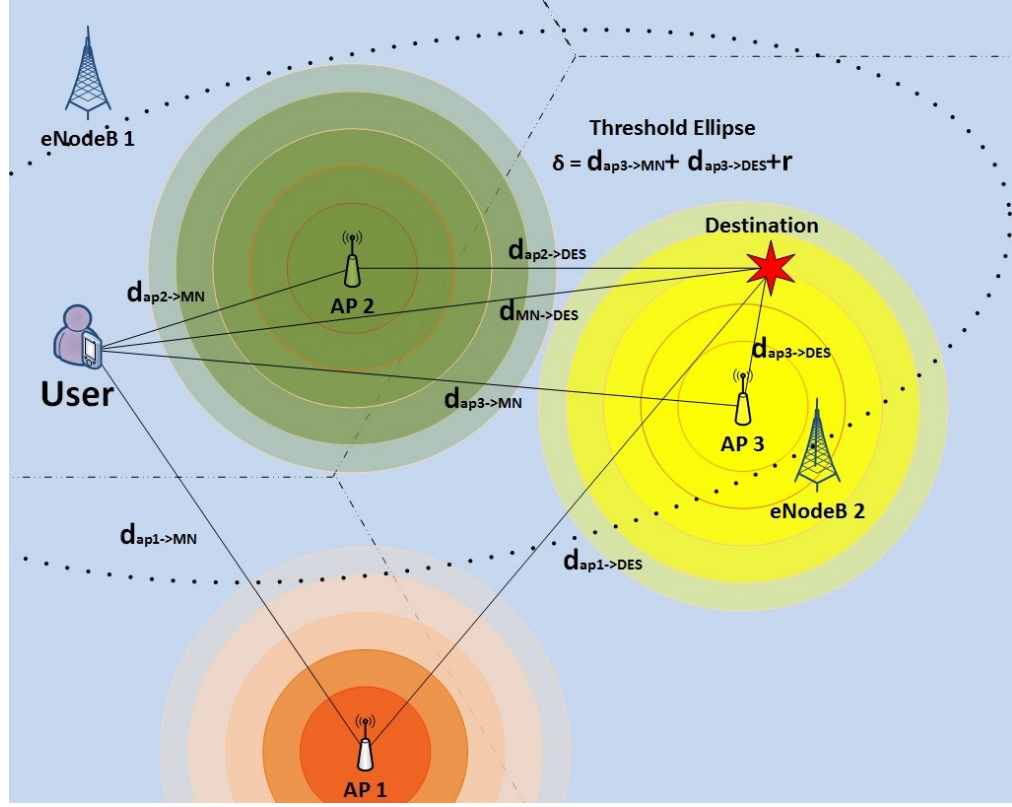 eNodeB 1
Threshold Ellipse
δ = dap3->MN+ dap3->DES+r
Destination
dap2->DES
dap2->MN
AP 2
dMN->DES
dap3->DES
User
dap3->MN
AP 3
eNodeB 2
dap1->MN
dap1->DES
AP 1